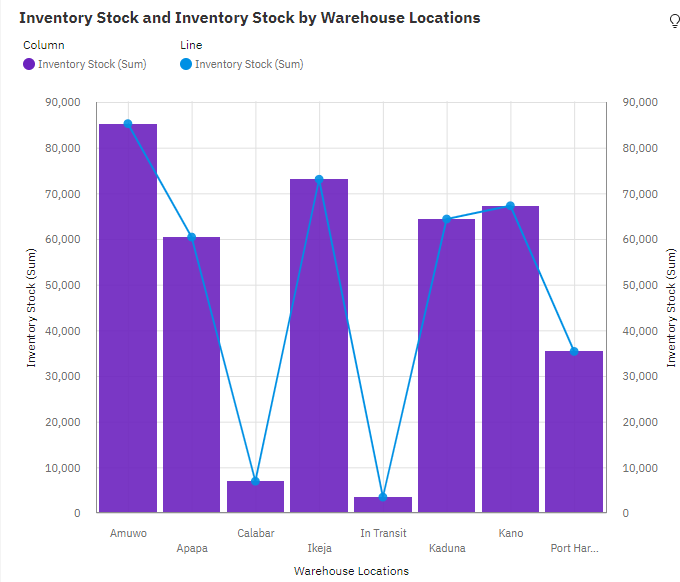 Inventory Stock and Inventory Stock by Warehouse Locations
Column
Line
Inventory Stock (Sum)
Inventory Stock (Sum)
90,000
80,000
70,000
60,000
50,000
40,000
30,000
20,000
10,000
0
Inventory Stock (Sum)
90,000
80,000
70,000
60,000
50,000
40,000
30,000
20,000
10,000
0
Inventory Stock (Sum)
Amuwo
Apapa
Calabar
Ikeja
In Transit
Kaduna
Kano
Port Har...
Warehouse Locations